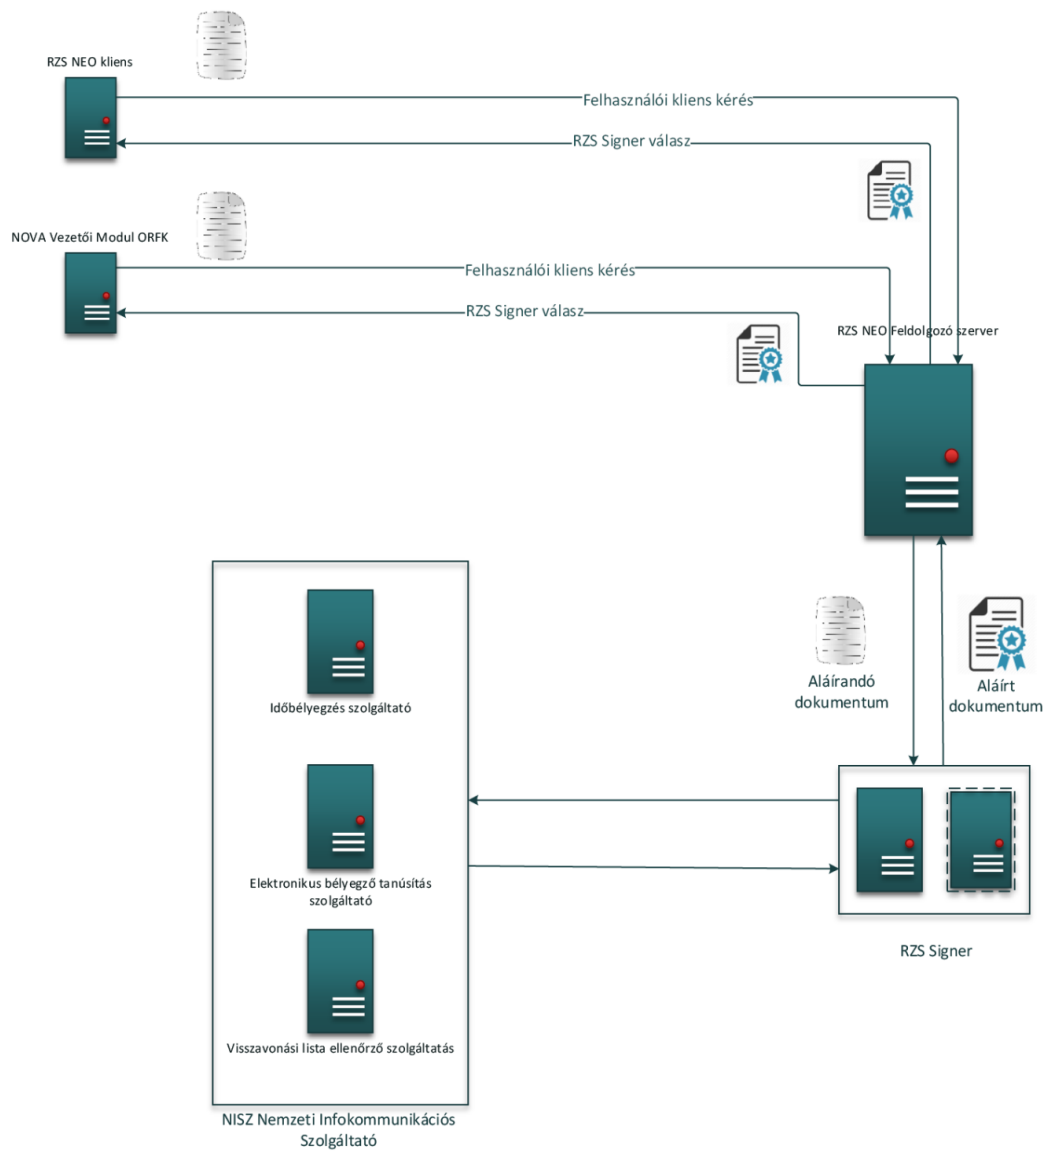 RZS NEO kliens
Felhasználói kliens kérés
RZS Signer válasz
NOVA Vezetői Modul ORFK
Felhasználói kliens kérés
RZS Signer válasz
RZS NEO Feldolgozó szerver
Aláírandó
dokumentum
Aláírt
dokumentum
Időbélyegzés szolgáltató
Elektronikus bélyegző tanúsítás
szolgáltató
RZS Signer
Visszavonási lista ellenőrző szolgáltatás
NISZ Nemzeti Infokommunikációs
Szolgáltató